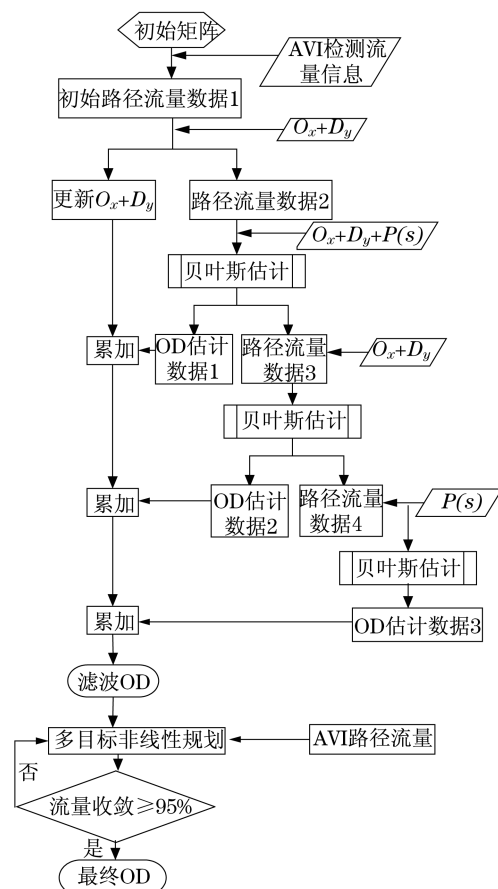 初始矩阵
AVI检测流
量信息
初始路径流量数据1
Ox+Dy
更新Ox+Dy
路径流量数据2
Ox+Dy+P(s)
贝叶斯估计
累加
OD估计
数据1
路径流量
数据3
Ox+Dy
贝叶斯估计
累加
OD估计
数据2
路径流量
数据4
P(s)
贝叶斯估计
累加
OD估计数据3
滤波OD
多目标非线性规划
AVI路径流量
否
流量收敛≥95%
是
最终OD